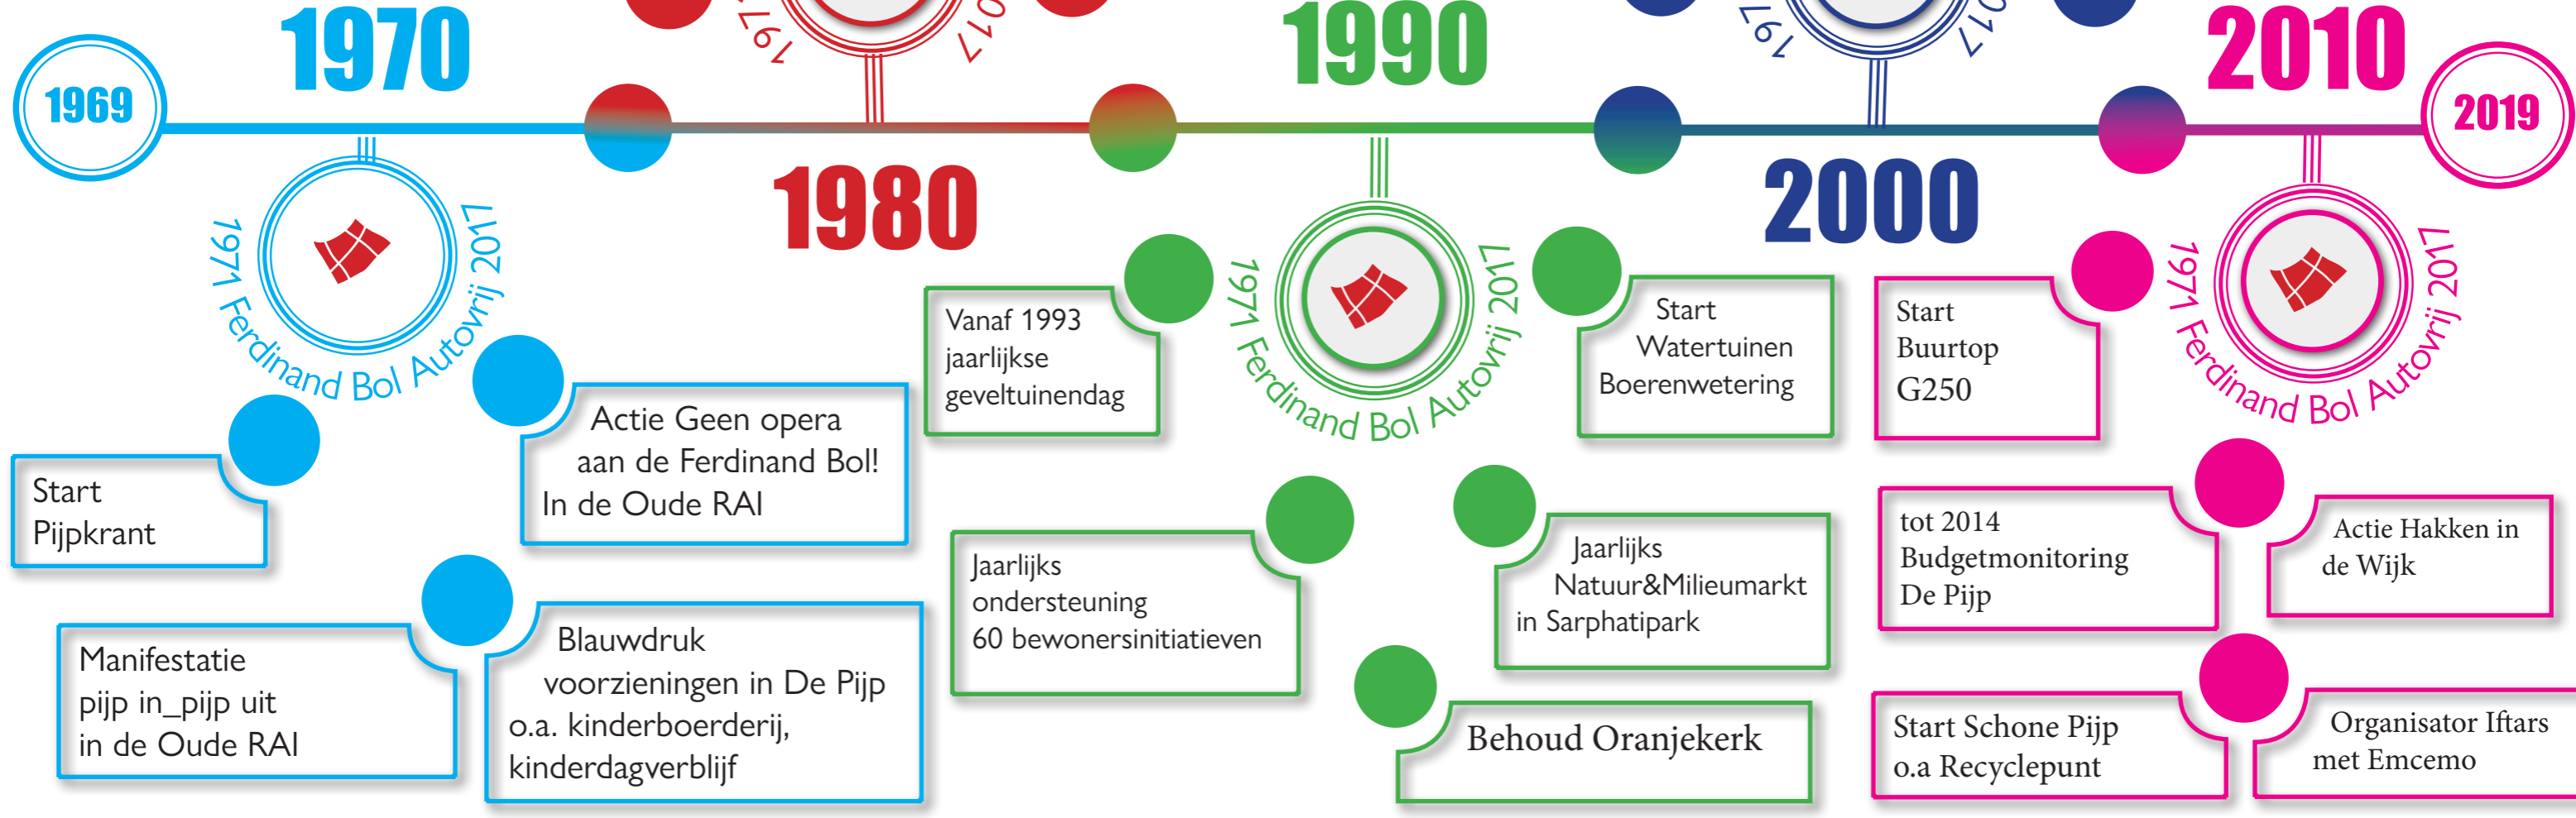 1969
1970
1971 Ferdinand Bol Autovrij 2017
Start
Pijpkrant
Actie Geen opera
aan de Ferdinand Bol!
In de Oude RAI
Manifestatie
pijp in_pijp uit
in de Oude RAI
Blauwdruk
voorzieningen in De Pijp
o.a. kinderboerderij,
kinderdagverblijf
2017
1980
1990
1971 Ferdinand Bol Autovrij 2017
Vanaf 1993
jaarlijkse
geveltuinendag
Start
Watertuinen
Boerenwetering
Jaarlijks
ondersteuning
60 bewonersinitiatieven
Jaarlijks
Natuur&Milieumarkt
in Sarphatipark
Behoud Oranjekerk
2000
2010
2019
1971 Ferdinand Bol Autovrij 2017
Start
Buurtop
G250
tot 2014
Budgetmonitoring
De Pijp
Actie Hakken in
de Wijk
Start Schone Pijp
o.a Recyclepunt
Organisator Iftars
met Emcemo